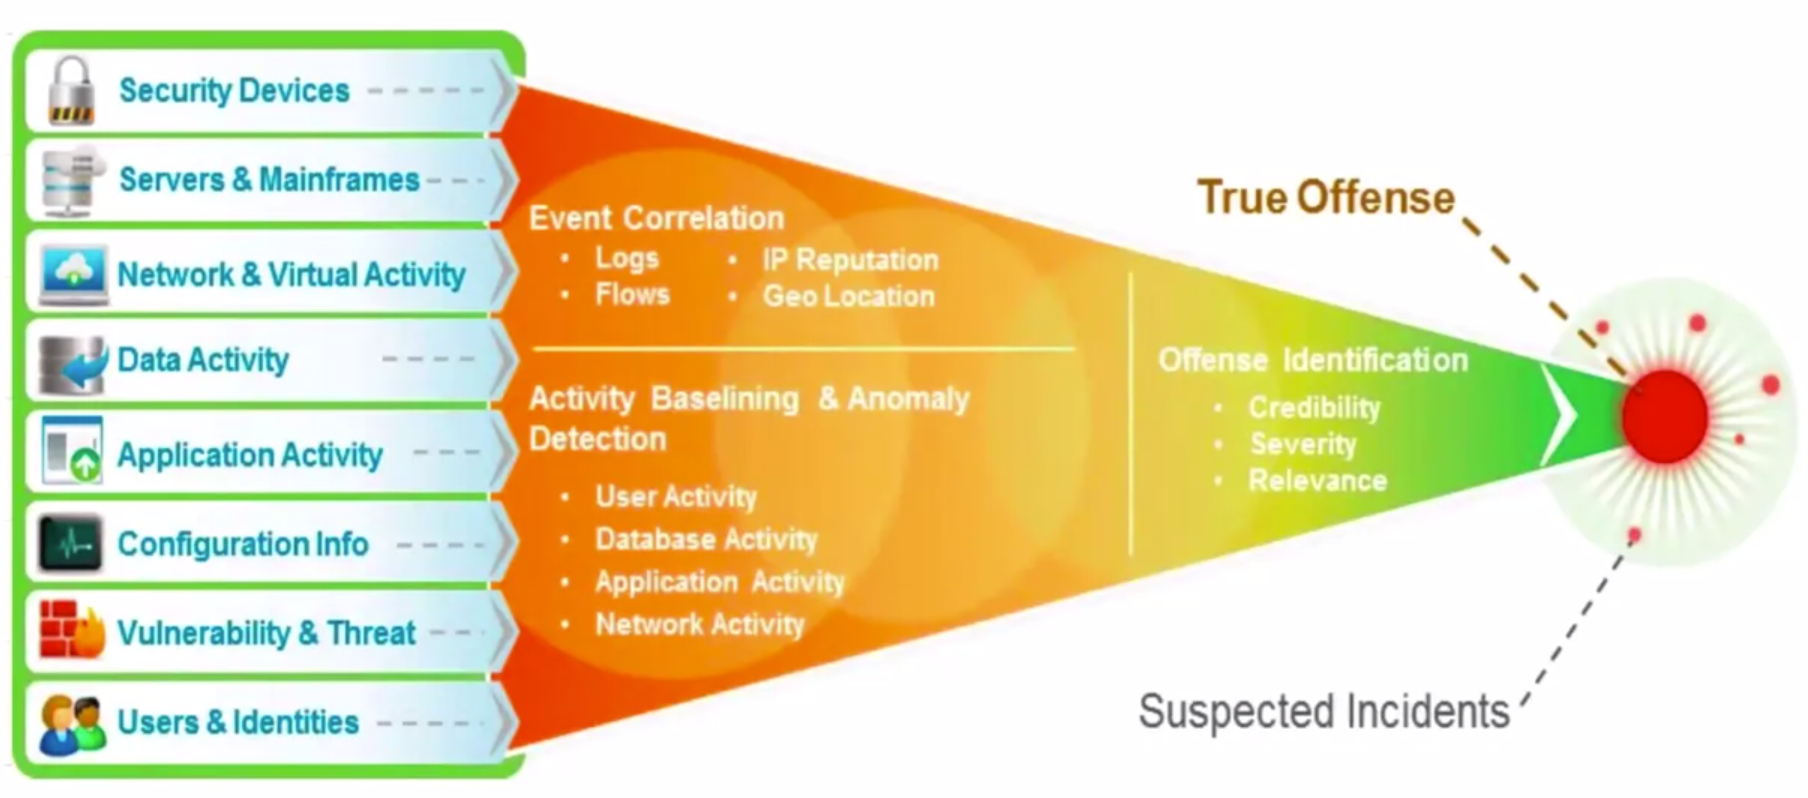 Security Devices
Servers & Mainframes
Network & Virtual Activity
Data Activity
Application Activity
Configuration Info
Vulnerability & Threat
Users & Identities
Event Correlation
• Logs • IP Reputation
• Flows • Geo Location
Activity Baselining & Anomaly
Detection
• User Activity
• Database Activity
• Application Activity
• Network Activity
Offense Identification
• Credibility
• Severity
• Relevance
True Offense
Suspected Incidents